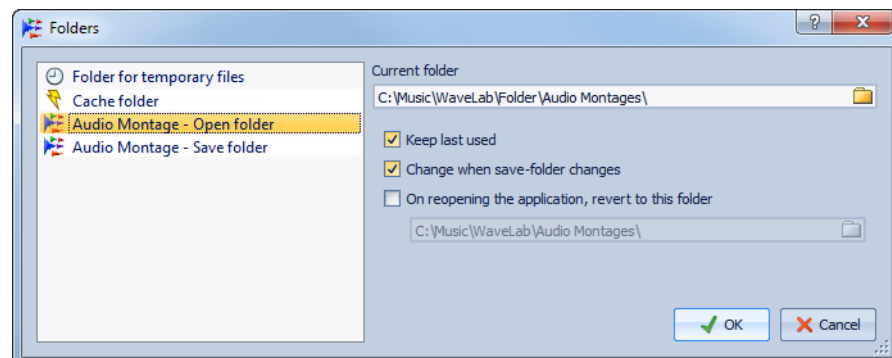 Folders
Folder for temporary files
Cache folder
Audio Montage - Open folder
Audio Montage - Save folder
Current folder
C:\Music\WaveLab\Folder\Audio Montages\
Keep last used
Change when save-folder changes
On reopening the application, revert to this folder
C:\Music\WaveLab\Audio Montages\
OK
Cancel